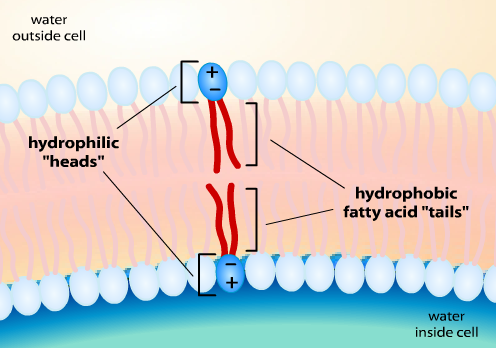 water
outside cell
+
−
hydrophilic
"heads"
hydrophobic
fatty acid "tails"
−
+
water
inside cell